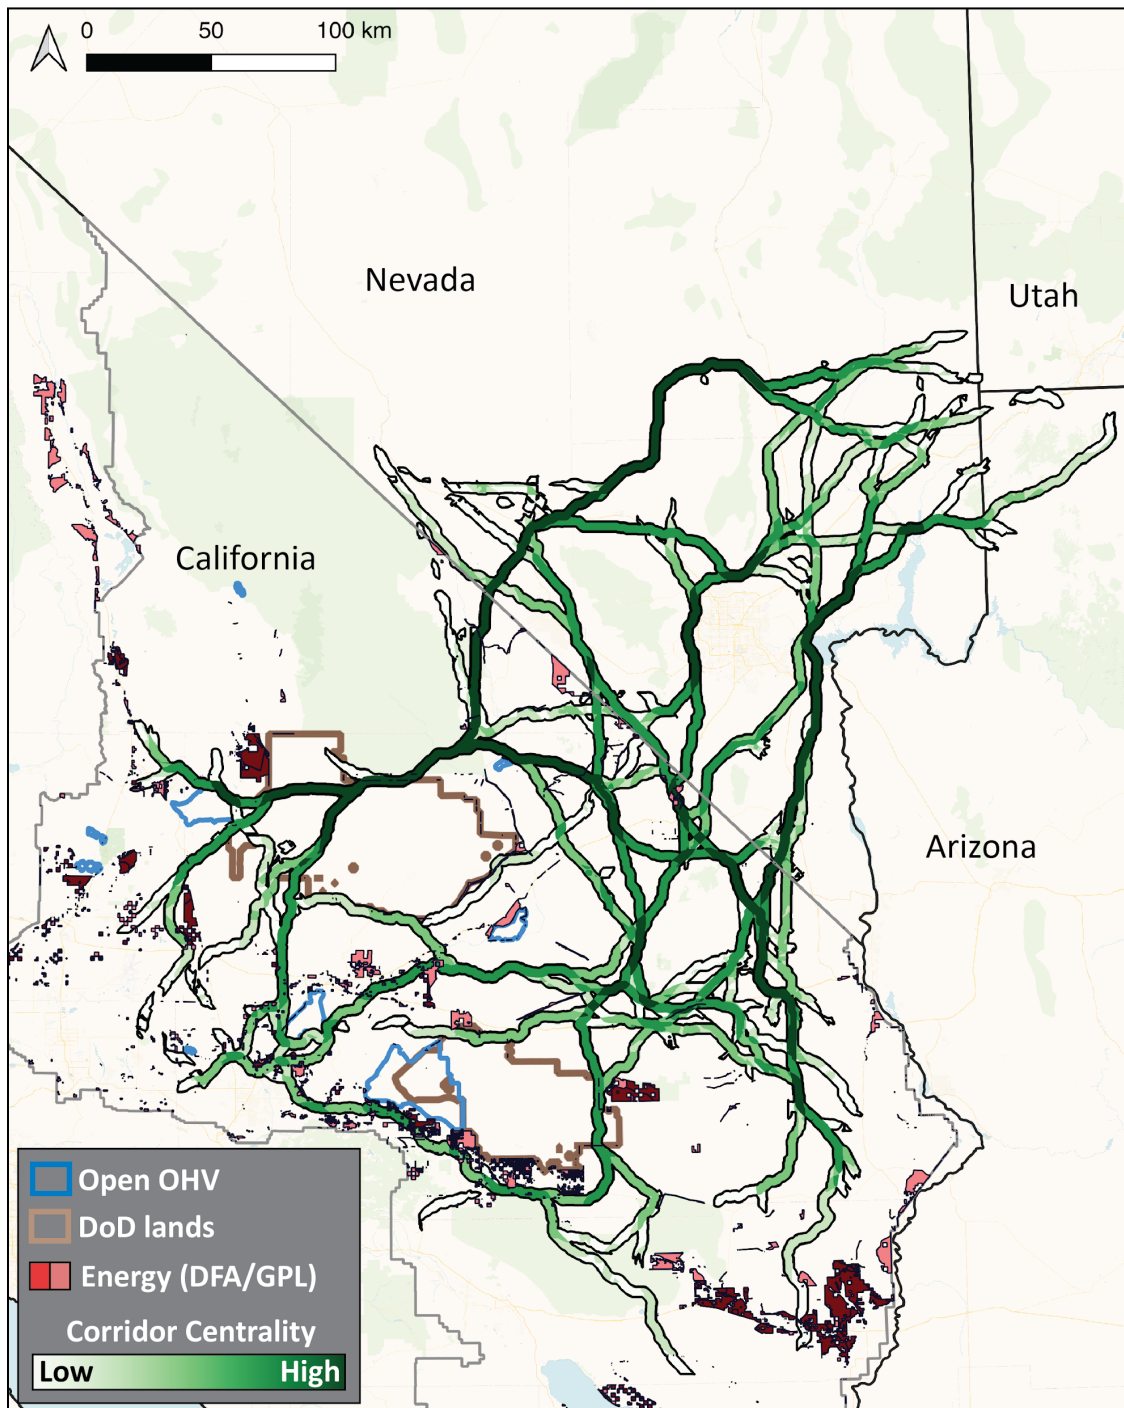 0 50 100 km
Nevada
Utah
California
Arizona
Open OHV
DoD lands
Energy (DFA/GPL)
Corridor Centrality
Low High